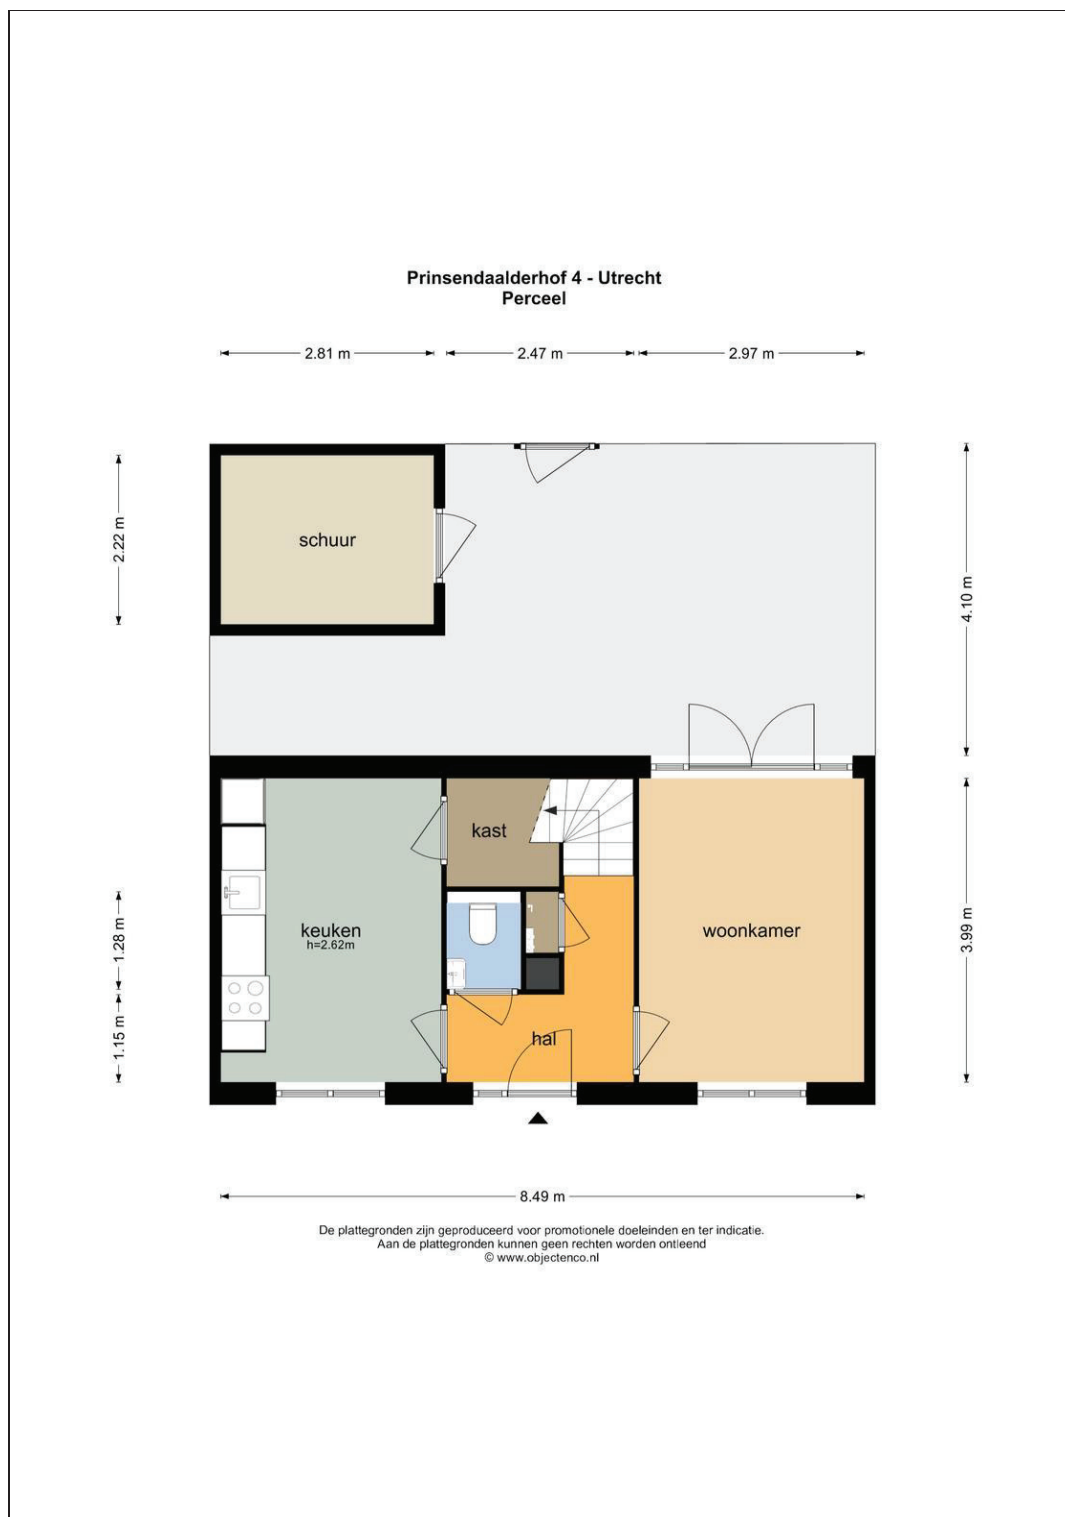 Prinsendaalderhof 4 - Utrecht
Perceel
2.81 m
2.47 m
2.97 m
2.22 m
schuur
4.10 m
kast
keuken
h=2.62m
woonkamer
1.28 m
3.99 m
1.15 m
hal
8.49 m
De plattegronden zijn geproduceerd voor promotionele doeleinden en ter indicatie.
Aan de plattegronden kunnen geen rechten worden ontleend
© www.objectenco.nl